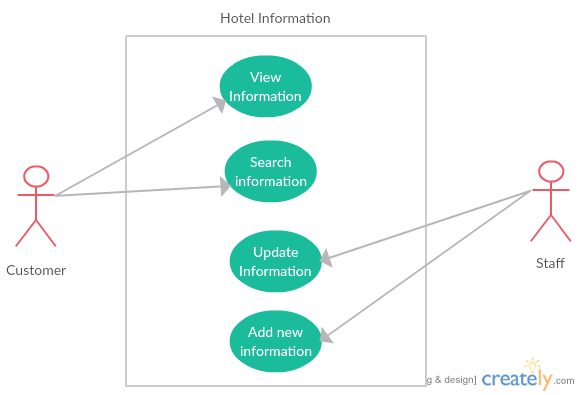 Hotel Information
View
Information
Search
information
Update
Information
Add new
information
Customer
Staff
g & design]
creately.com